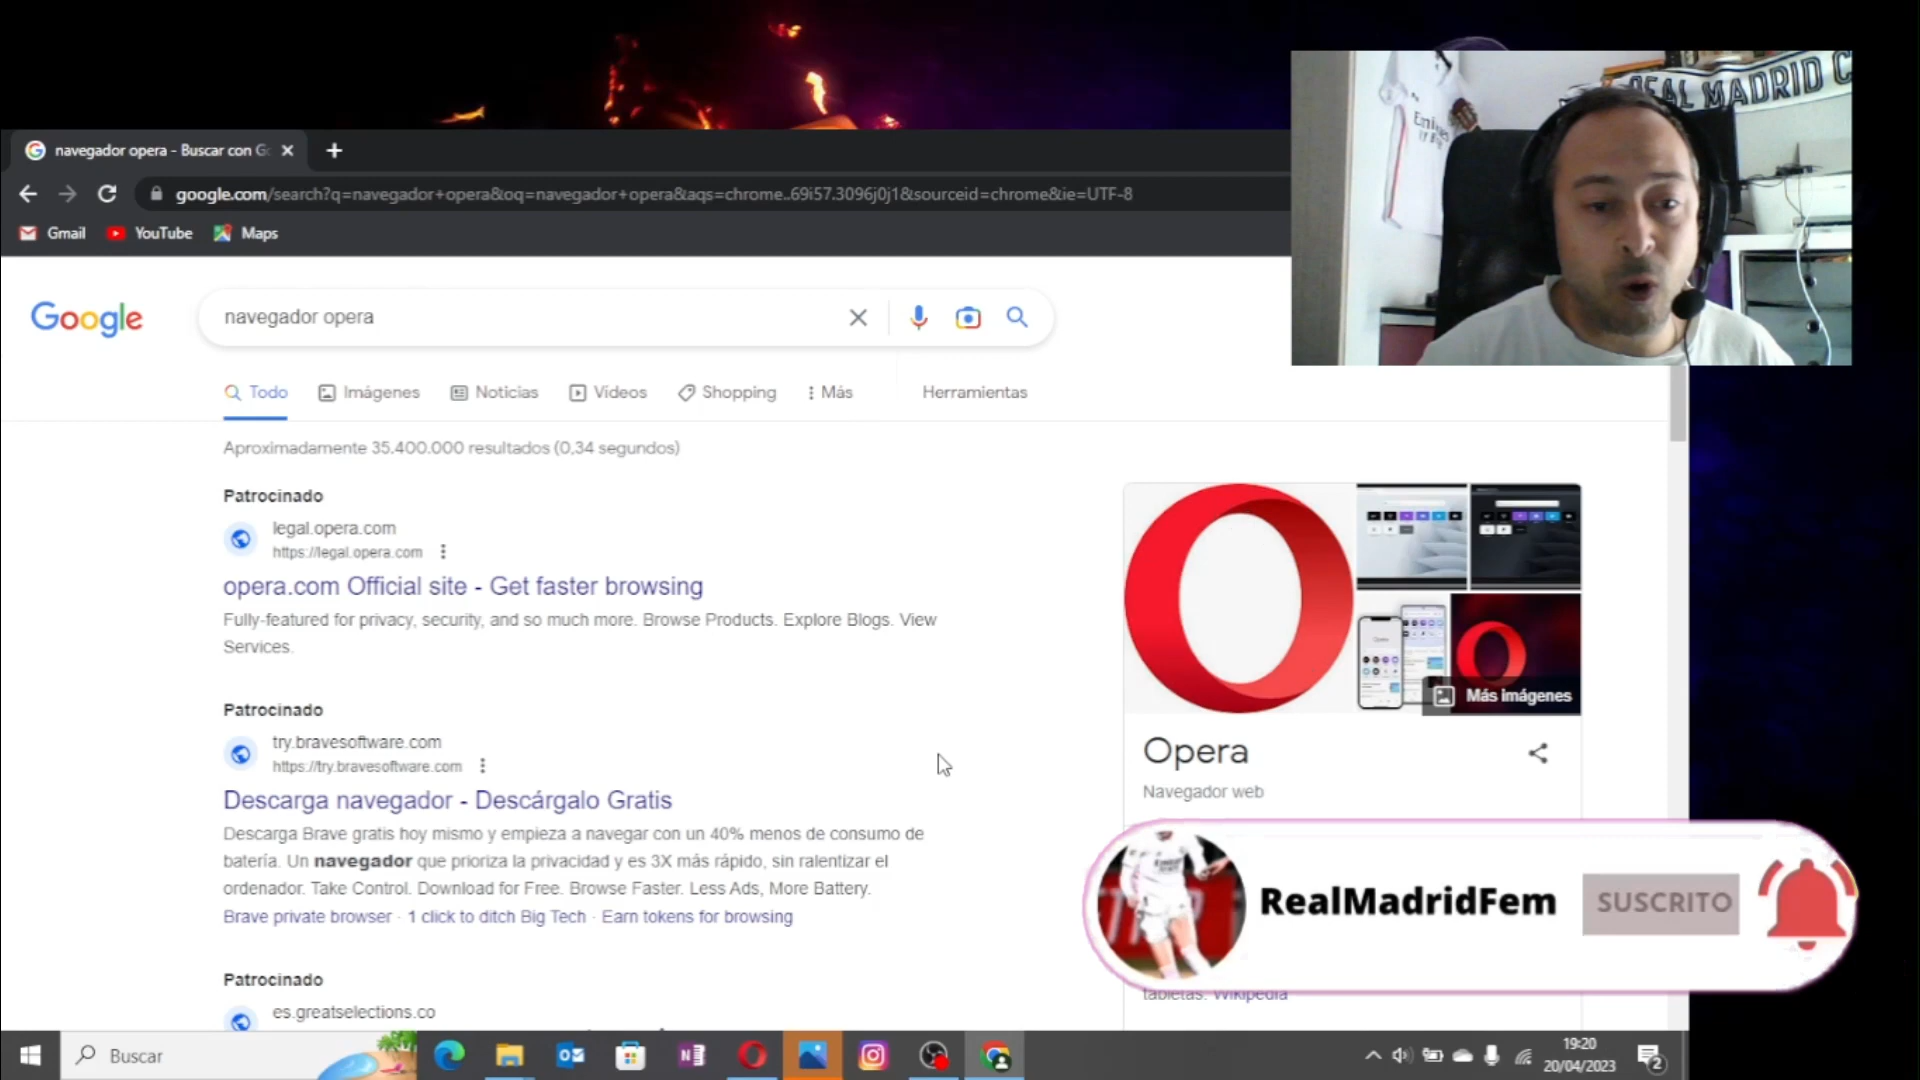 navegador opera - Buscar con G
google.com/search?q=navegador+opera&oq=navegador+opera&aqs=chrome..69i57.3096j0j1&sourceid=chrome&ie=UTF-8
Gmail
YouTube
Maps
REAL MADRID C
Google
navegador opera
Todo
Imágenes
Noticias
Vídeos
Shopping
Más
Herramientas
Aproximadamente 35.400.000 resultados (0,34 segundos)
Patrocinado
legal.opera.com
https://legal.opera.com
opera.com Official site - Get faster browsing
Fully-featured for privacy, security, and so much more. Browse Products. Explore Blogs. View
Services.
Patrocinado
try.bravesoftware.com
https://try.bravesoftware.com
Descarga navegador - Descárgalo Gratis
Descarga Brave gratis hoy mismo y empieza a navegar con un 40% menos de consumo de
batería. Un navegador que prioriza la privacidad y es 3X más rápido, sin ralentizar el
ordenador. Take Control. Download for Free. Browse Faster. Less Ads, More Battery.
Brave private browser · 1 click to ditch Big Tech · Earn tokens for browsing
Patrocinado
es.greatselections.co
Más imágenes
Opera
Navegador web
RealMadridFem
SUSCRITO
tabletas. Wikipedia
Buscar
19:20
20/04/2023
2